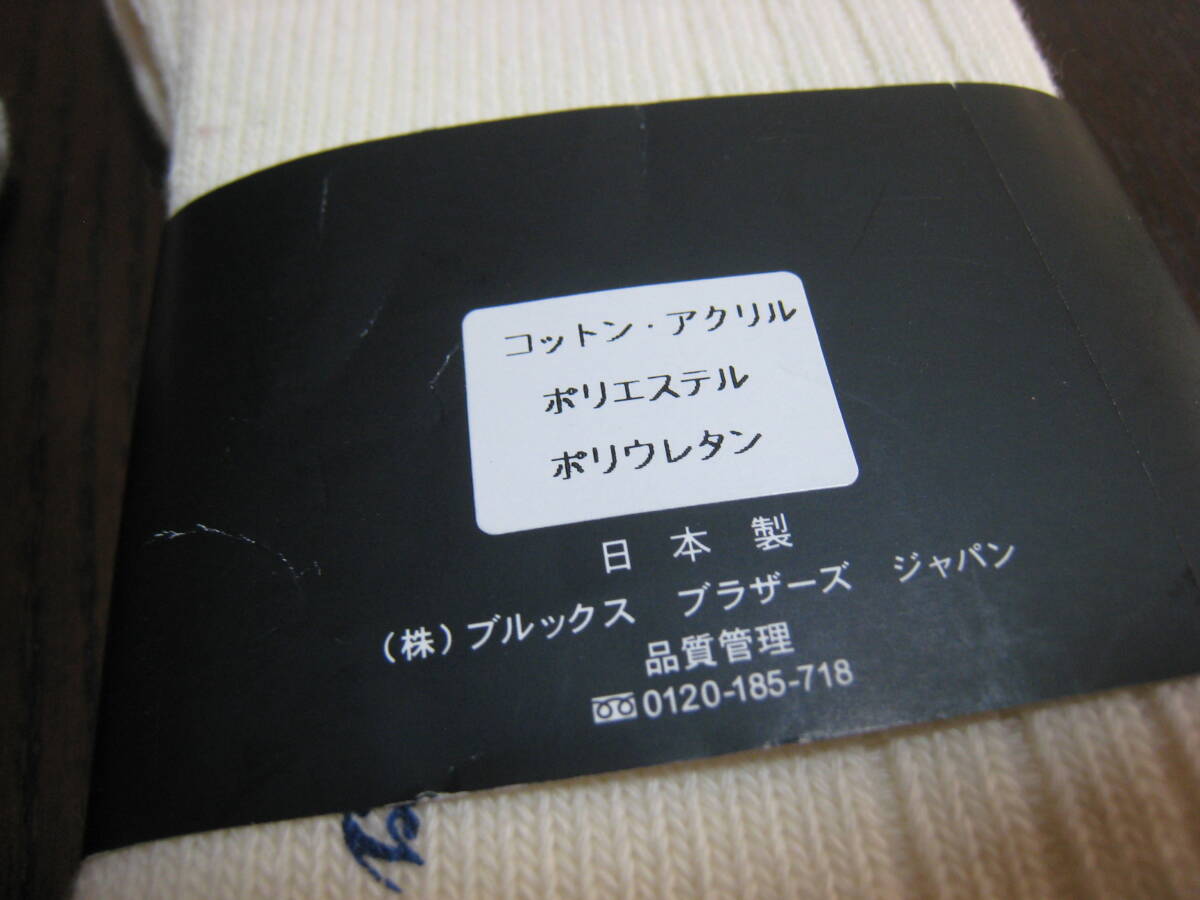 コットン・アクリル
ポリエステル
ポリウレタン
日本製
(株)ブルックス ブラザーズ ジャパン
品質管理
0120-185-718